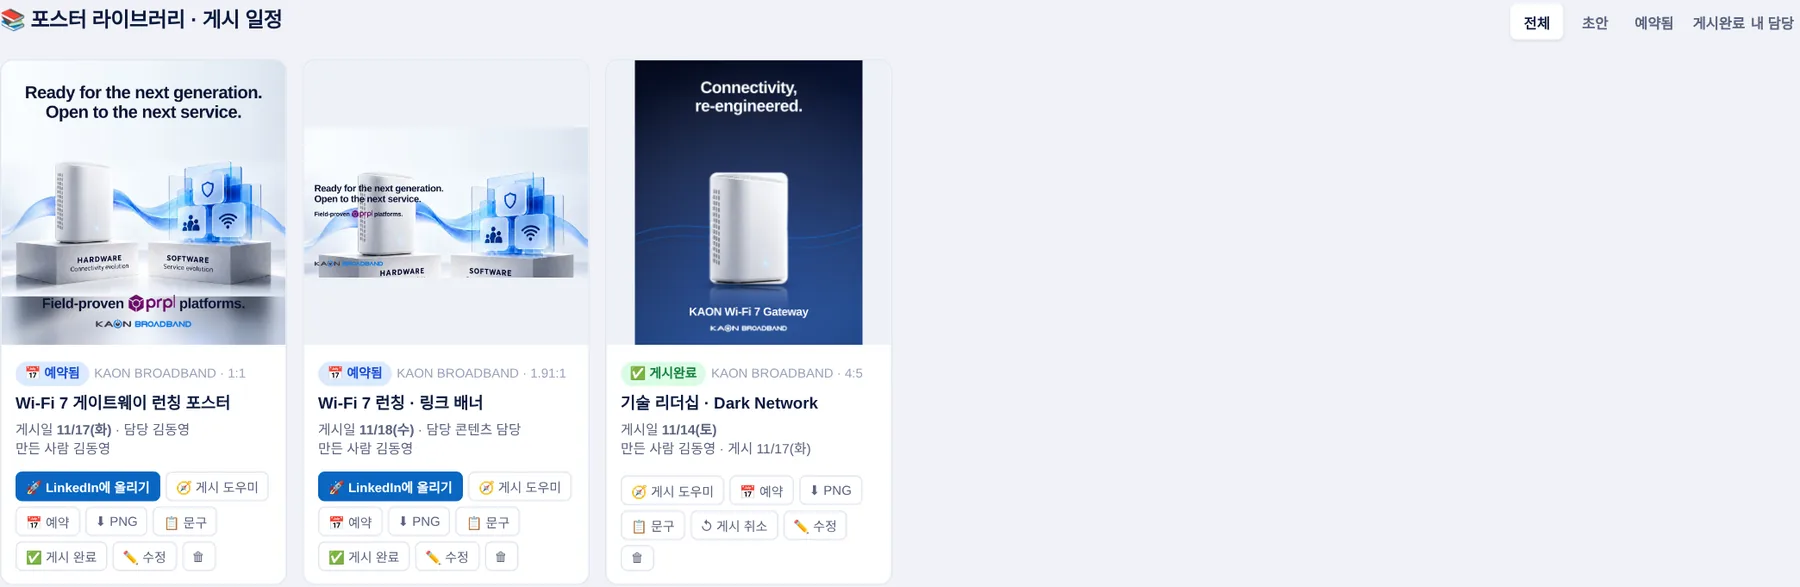 📚 포스터 라이브러리 · 게시 일정
전체 초안 예약됨 게시완료 내 담당
Ready for the next generation.
Open to the next service.
HARDWARE
Connectivity evolution
SOFTWARE
Service evolution
Field-proven prpl platforms.
KAON BROADBAND
📅 예약됨 KAON BROADBAND · 1:1
Wi-Fi 7 게이트웨이 런칭 포스터
게시일 11/17(화) · 담당 김동영
만든 사람 김동영
🚀 LinkedIn에 올리기 🧭 게시 도우미
📅 예약 ⬇ PNG 📋 문구
✅ 게시 완료 ✏️ 수정 🗑
Ready for the next generation.
Open to the next service.
Field-proven prpl platforms.
KAON BROADBAND
HARDWARE
SOFTWARE
📅 예약됨 KAON BROADBAND · 1.91:1
Wi-Fi 7 런칭 · 링크 배너
게시일 11/18(수) · 담당 콘텐츠 담당
만든 사람 김동영
🚀 LinkedIn에 올리기 🧭 게시 도우미
📅 예약 ⬇ PNG 📋 문구
✅ 게시 완료 ✏️ 수정 🗑
Connectivity,
re-engineered.
KAON Wi-Fi 7 Gateway
KAON BROADBAND
✅ 게시완료 KAON BROADBAND · 4:5
기술 리더십 · Dark Network
게시일 11/14(토)
만든 사람 김동영 · 게시 11/17(화)
🧭 게시 도우미 📅 예약 ⬇ PNG
📋 문구 ↺ 게시 취소 ✏️ 수정
🗑